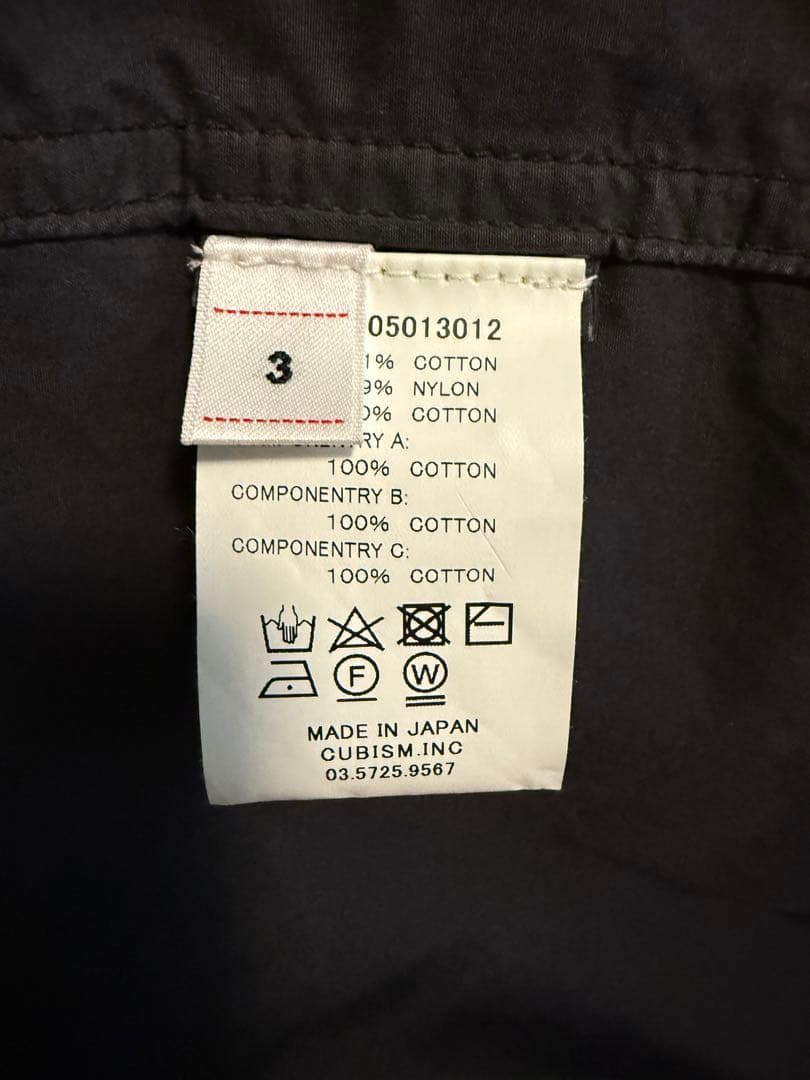 3
05013012
1% COTTON
9% NYLON
0% COTTON
RY A:
100% COTTON
COMPONENTRY B:
100% COTTON
COMPONENTRY C:
100% COTTON
F
W
MADE IN JAPAN
CUBISM.INC
03.5725.9567